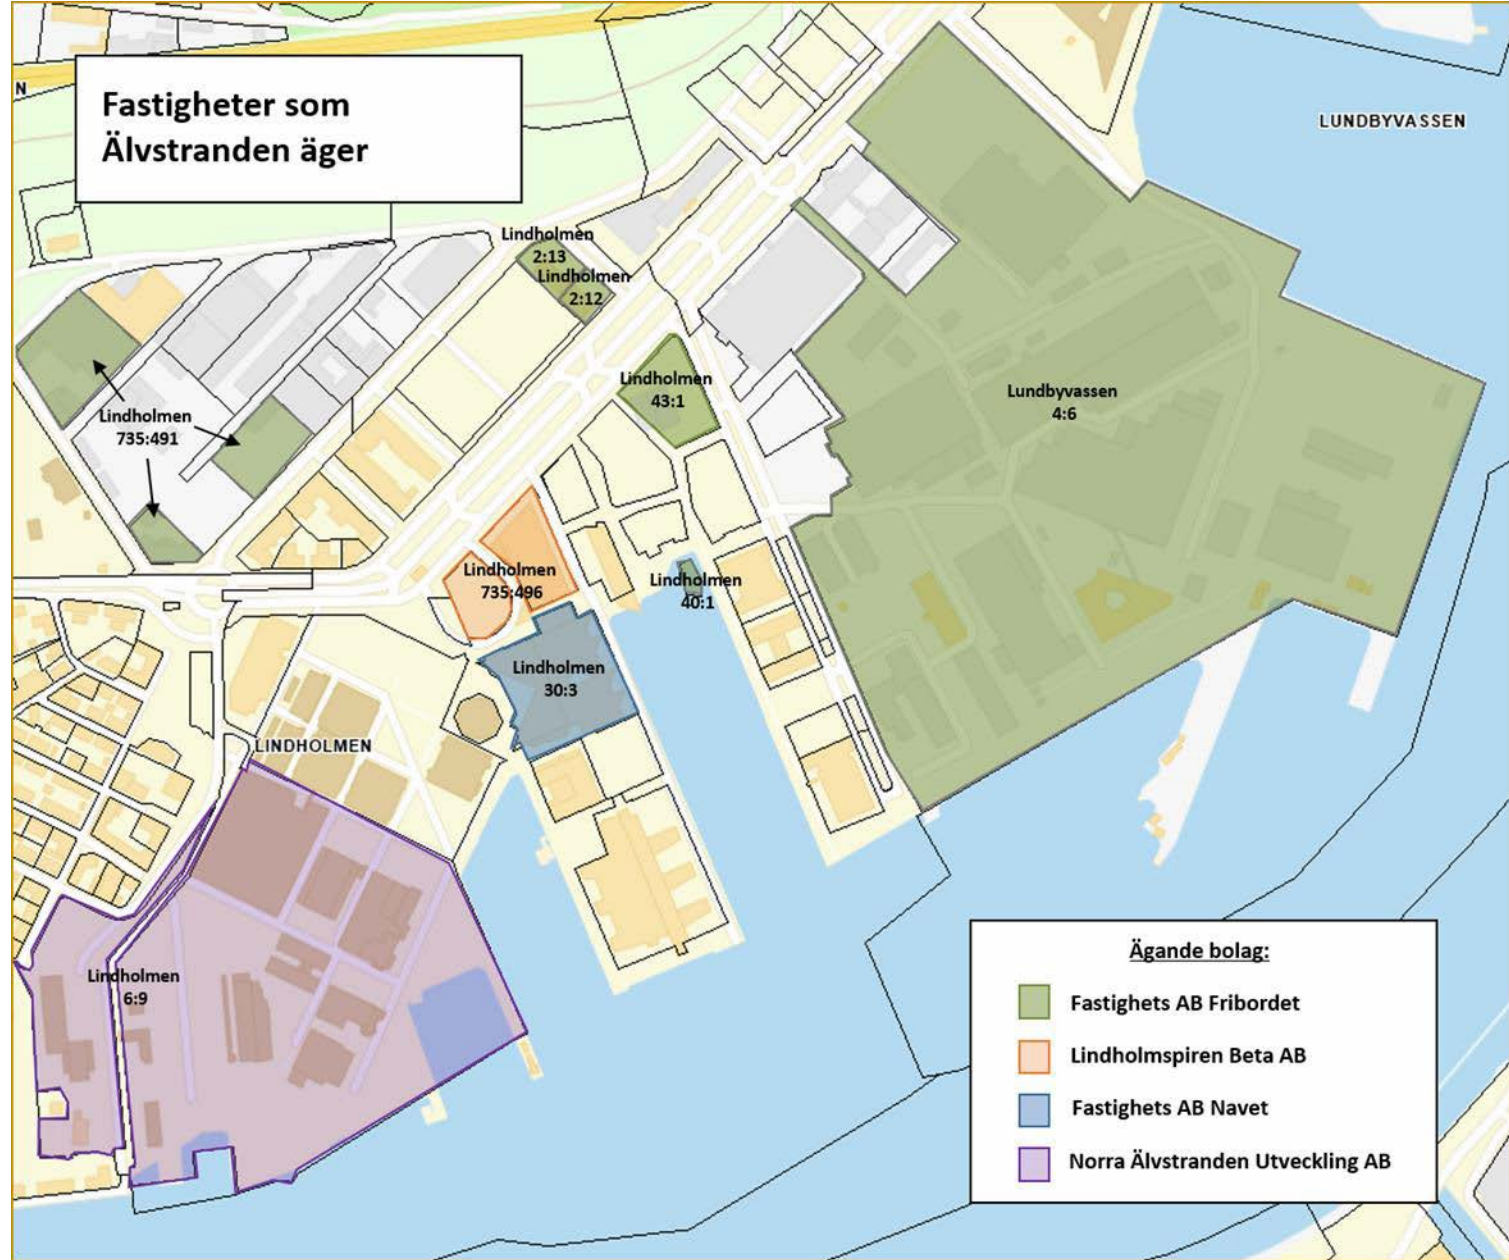 N
Fastigheter som
Älvstranden äger
LUNDBYVASSEN
Lindholmen
2:13
Lindholmen
2:12
Lindholmen
43:1
Lundbyvassen
4:6
Lindholmen
735:491
Lindholmen
735:496
Lindholmen
40:1
Lindholmen
30:3
LINDHOLMEN
Lindholmen
6:9
Ägande bolag:
Fastighets AB Fribordet
Lindholmspiren Beta AB
Fastighets AB Navet
Norra Älvstranden Utveckling AB